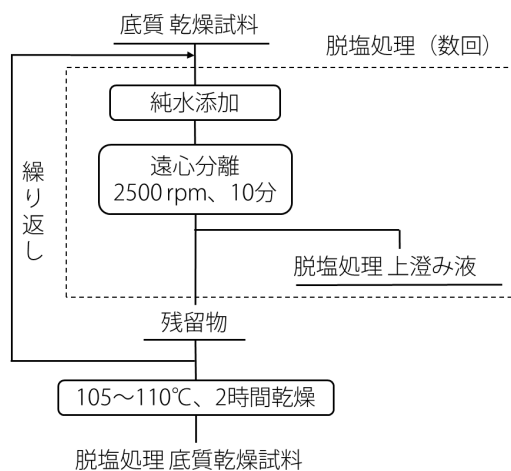 底質 乾燥試料
脱塩処理（数回）
純水添加
遠心分離
2500 rpm、10分
繰り返し
脱塩処理 上澄み液
残留物
105～110℃、2時間乾燥
脱塩処理 底質乾燥試料